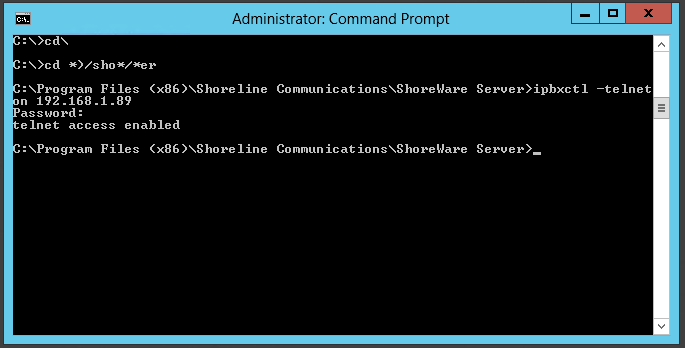 Administrator: Command Prompt
C:\>cd\
C:\>cd *)/sho*/*er
C:\Program Files (x86)\Shoreline Communications\ShoreWare Server>ipbxctl -telnet
on 192.168.1.89
Password:
telnet access enabled
C:\Program Files (x86)\Shoreline Communications\ShoreWare Server>_